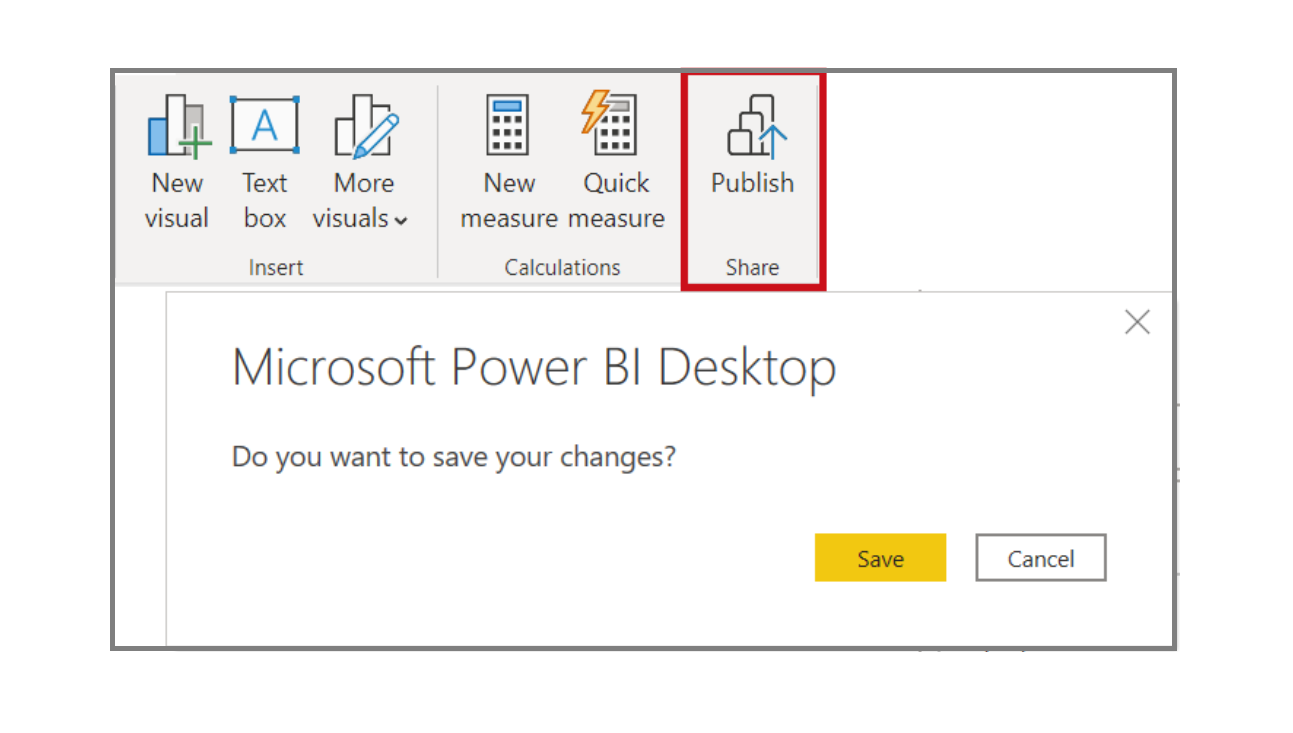 A
New Text More New Quick Publish
visual box visuals measure measure
Insert Calculations Share
Microsoft Power BI Desktop
Do you want to save your changes?
Save Cancel